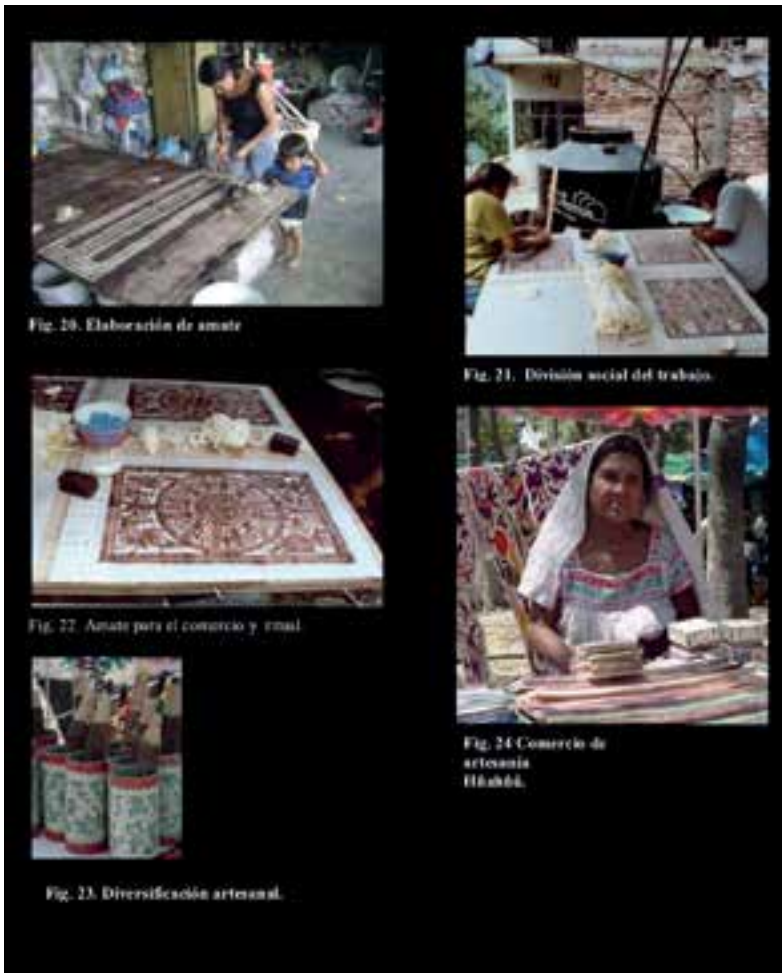 Fig. 20. Elaboración de amate
Fig. 21. División social del trabajo.
Fig. 22. Amate para el comercio y ritual
Fig. 24 Comercio de
artesanía
Fig. 23. Diversificación artesanal.